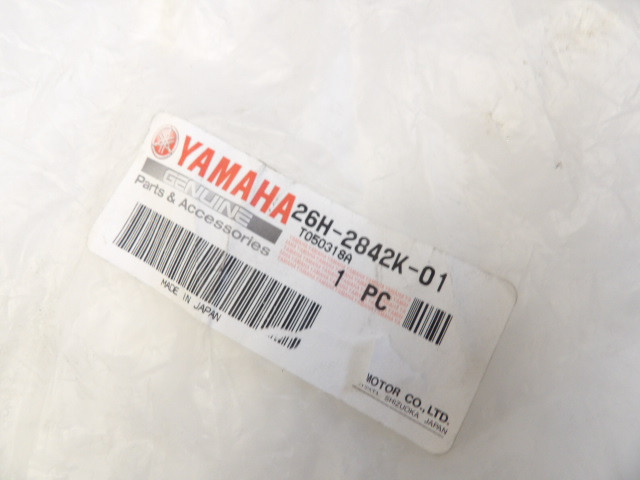 YAMAHA
GENUINE
Parts & Accessories
26H-2842K-01
T050318A
1 PC
MADE IN JAPAN
MOTOR CO., LTD.
SHIZUOKA JAPAN